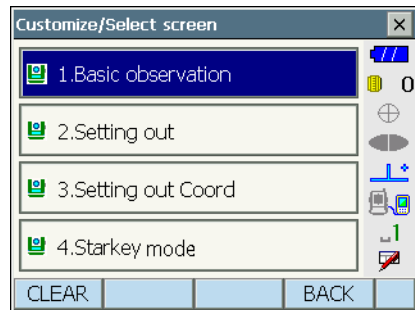 Customize/Select screen
1.Basic observation
0
2.Setting out
3.Setting out Coord
1
4.Starkey mode
CLEAR BACK